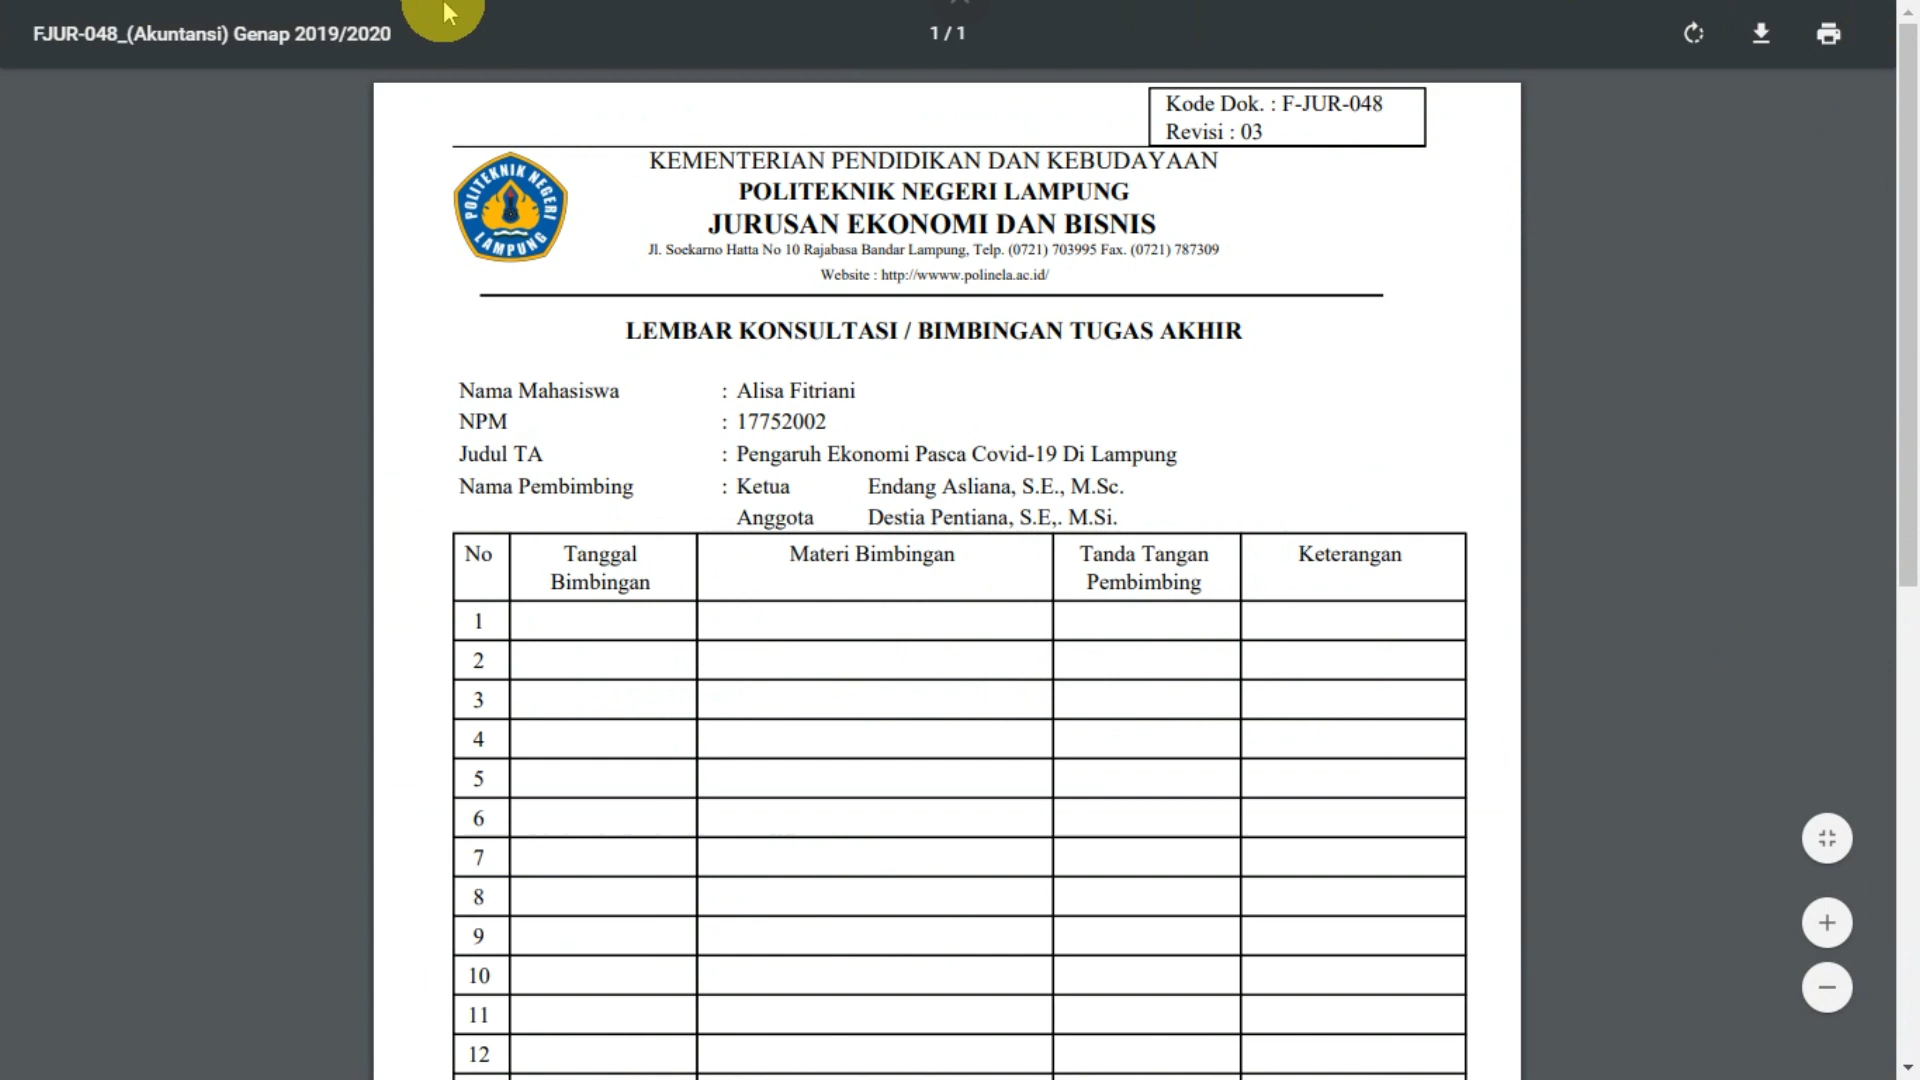 FJUR-048_(Akuntansi) Genap 2019/2020
1 / 1
Kode Dok. : F-JUR-048
Revisi : 03
POLITEKNIK NEGERI
LAMPUNG
KEMENTERIAN PENDIDIKAN DAN KEBUDAYAAN
POLITEKNIK NEGERI LAMPUNG
JURUSAN EKONOMI DAN BISNIS
Jl. Soekarno Hatta No 10 Rajabasa Bandar Lampung, Telp. (0721) 703995 Fax. (0721) 787309
Website : http://wwww.polinela.ac.id/
LEMBAR KONSULTASI / BIMBINGAN TUGAS AKHIR
Nama Mahasiswa : Alisa Fitriani
NPM : 17752002
Judul TA : Pengaruh Ekonomi Pasca Covid-19 Di Lampung
Nama Pembimbing : Ketua Endang Asliana, S.E., M.Sc.
Anggota Destia Pentiana, S.E,. M.Si.
No Tanggal Bimbingan Materi Bimbingan Tanda Tangan Pembimbing Keterangan
1
2
3
4
5
6
7
8
9
10
11
12